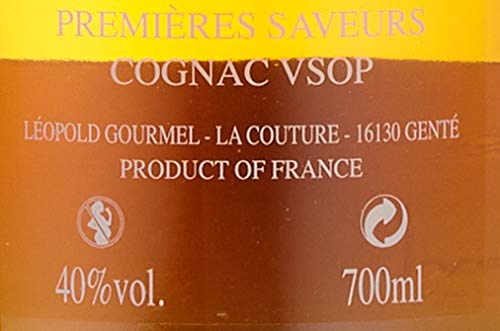 PREMIÈRES SAVEURS
COGNAC VSOP
LÉOPOLD GOURMEL - LA COUTURE - 16130 GENTÉ
PRODUCT OF FRANCE
40%vol. 700ml